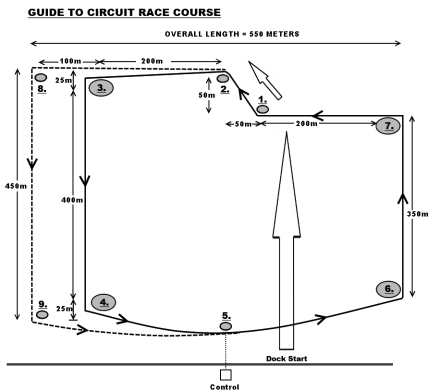 GUIDE TO CIRCUIT RACE COURSE
OVERALL LENGTH = 550 METERS
100m
200m
25m
8.
3.
2.
50m
1.
50m
200m
7.
450m
400m
350m
9.
4.
25m
5.
6.
Dock Start
Control